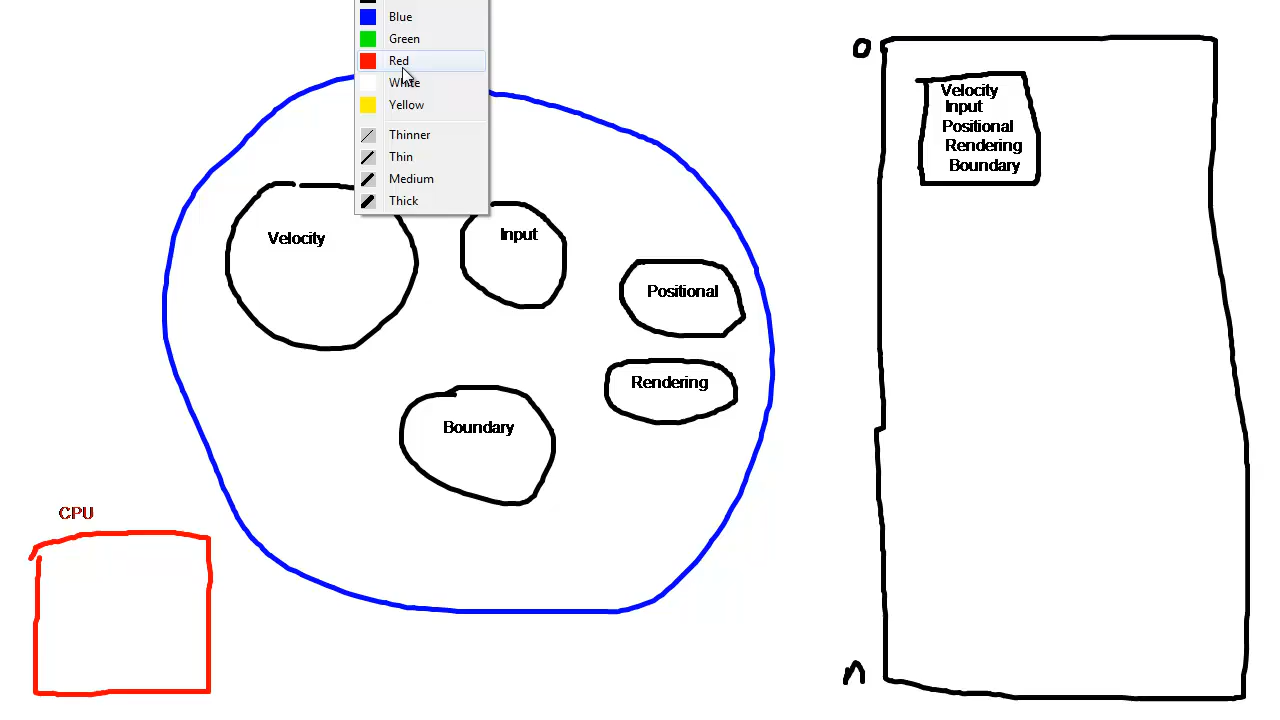 Blue
Green
Red
White
Yellow
Thinner
Thin
Medium
Thick
Velocity
Input
Positional
Rendering
Boundary
CPU
0
Velocity
Input
Positional
Rendering
Boundary
n